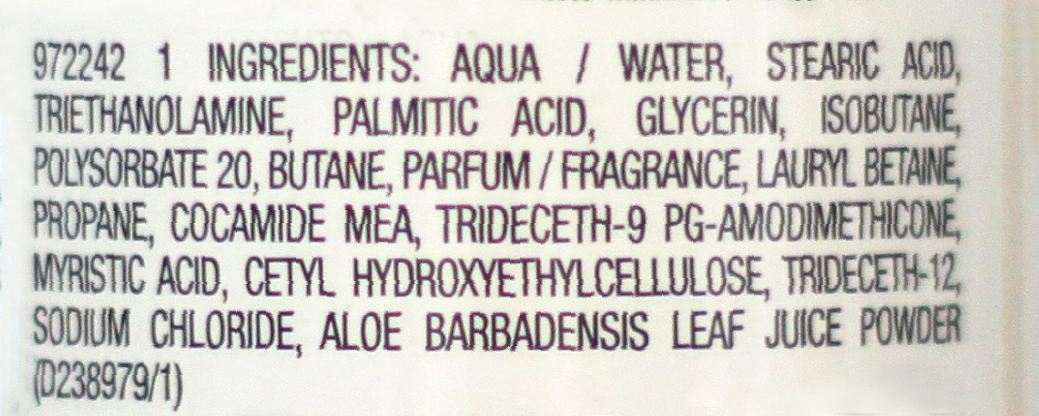 972242 1 INGREDIENTS: AQUA / WATER, STEARIC ACID,
TRIETHANOLAMINE, PALMITIC ACID, GLYCERIN, ISOBUTANE,
POLYSORBATE 20, BUTANE, PARFUM / FRAGRANCE, LAURYL BETAINE,
PROPANE, COCAMIDE MEA, TRIDECETH-9 PG-AMODIMETHICONE,
MYRISTIC ACID, CETYL HYDROXYETHYLCELLULOSE, TRIDECETH-12,
SODIUM CHLORIDE, ALOE BARBADENSIS LEAF JUICE POWDER
(D238979/1)